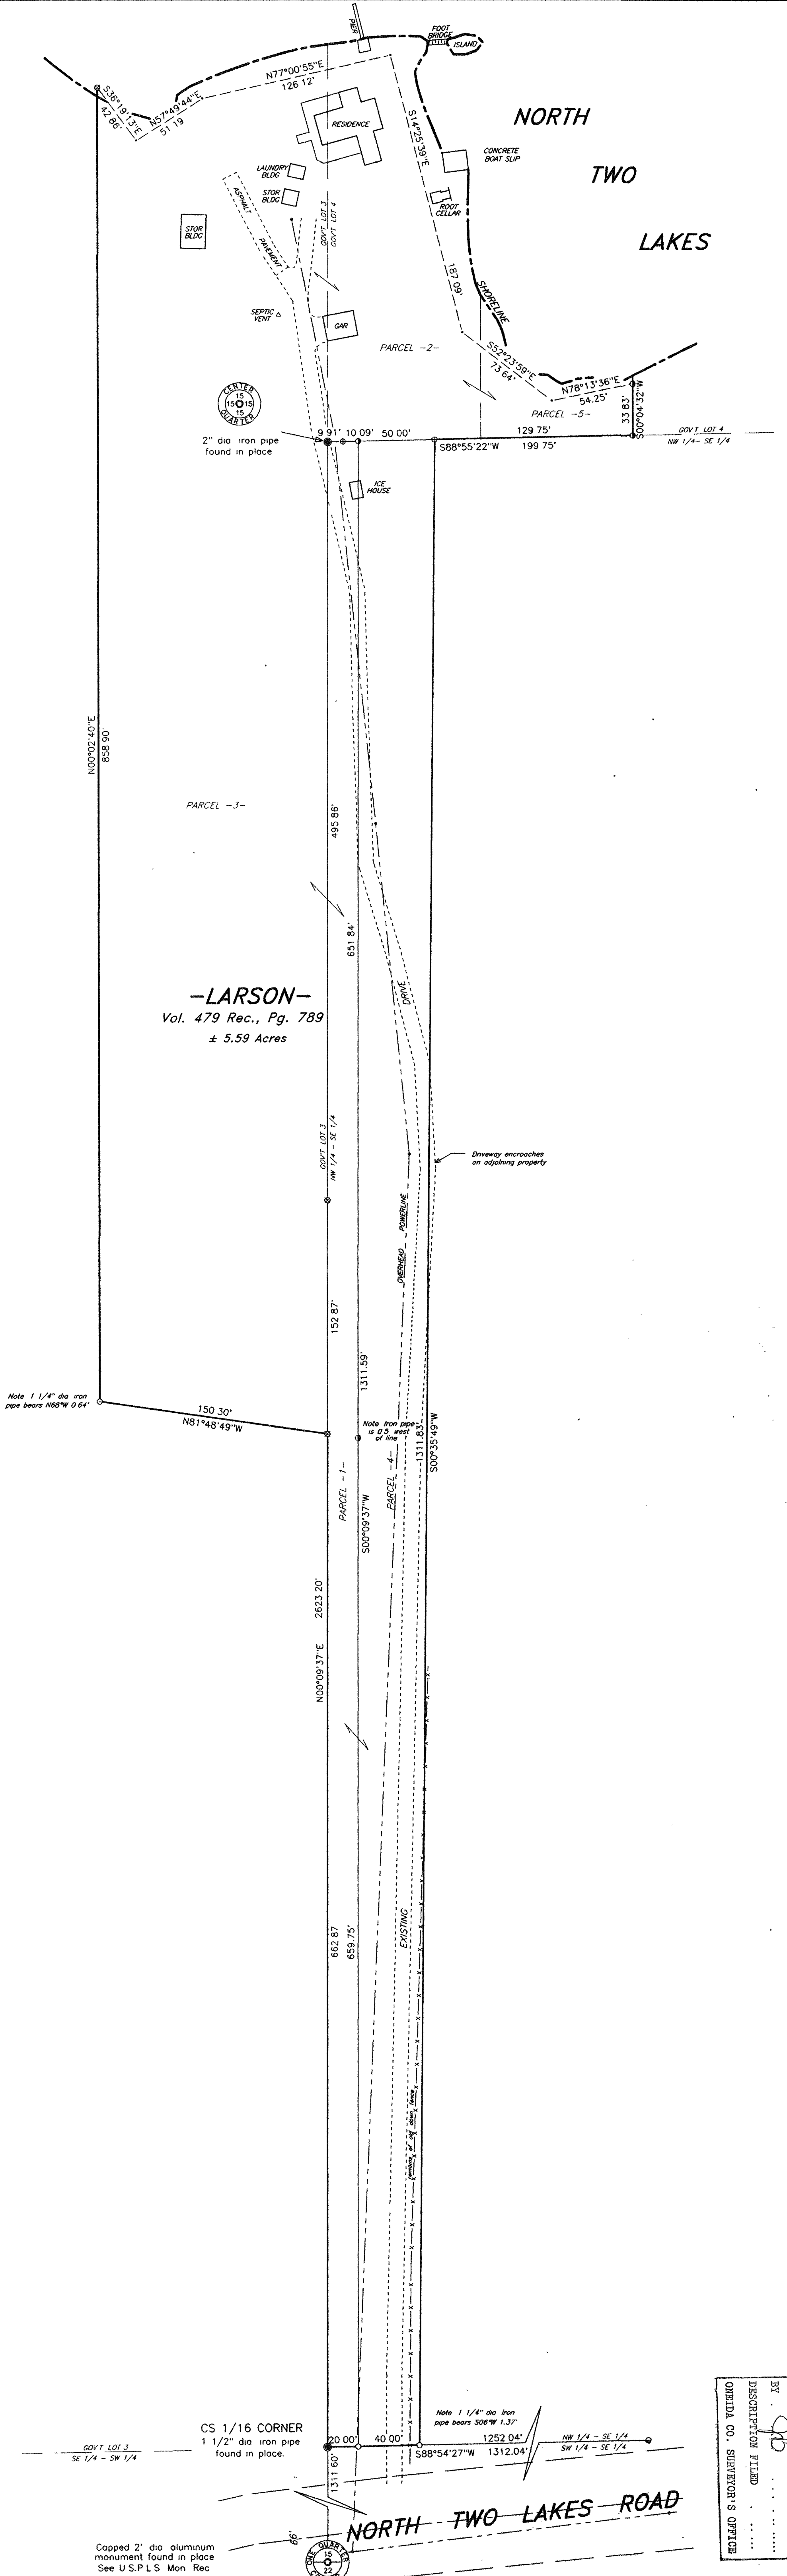 PIER
FOOT
BRIDGE
ISLAND
NORTH
TWO
LAKES
S36°19'13"E
42 86'
N57°49'44"E
51 19
N77°00'55"E
126 12'
RESIDENCE
S14°25'39"E
187 09'
CONCRETE
BOAT SLIP
LAUNDRY
BLDG
STOR
BLDG
ROOT
CELLAR
ASPHALT
PAVEMENT
STOR
BLDG
GOVT LOT 3
GOVT LOT 4
SHORELINE
SEPTIC
VENT
GAR
PARCEL -2-
S52°23'59"E
73.64'
N78°13'36"E
54.25'
33 83'
S00°04'32"W
PARCEL -5-
CENTER
15
15 15
15
QUARTER
2" dia iron pipe
found in place
9 91' 10 09' 50 00'
129 75'
S88°55'22"W 199 75'
GOVT LOT 4
NW 1/4- SE 1/4
ICE
HOUSE
N00°02'40"E
858 90'
PARCEL -3-
495 86'
651 84'
-LARSON-
Vol. 479 Rec., Pg. 789
± 5.59 Acres
DRIVE
GOVT LOT 3
NW 1/4 - SE 1/4
Driveway encroaches
on adjoining property
OVERHEAD POWERLINE
152 87'
1311.59'
Note 1 1/4" dia iron
pipe bears N68°W 0 64'
150 30'
N81°48'49"W
Note Iron pipe
is 0 5 west
of line
1311.83'
S00°35'49"W
PARCEL -1-
PARCEL -4-
S00°09'37"W
2623 20'
N00°09'37"E
EXISTING
662 87
659.75'
remains of old down fence
Note 1 1/4" dia iron
pipe bears S06°W 1.37'
CS 1/16 CORNER
1 1/2" dia iron pipe
found in place.
20 00' 40 00'
1252 04'
S88°54'27"W 1312.04'
NW 1/4 - SE 1/4
SW 1/4 - SE 1/4
GOVT LOT 3
SE 1/4 - SW 1/4
1311 60'
66'
NORTH TWO LAKES ROAD
Capped 2' dia aluminum
monument found in place
See U S.P L S Mon Rec
ONE QUARTER
15
22
BY
DESCRIPTION FILED
ONEIDA CO. SURVEYOR'S OFFICE